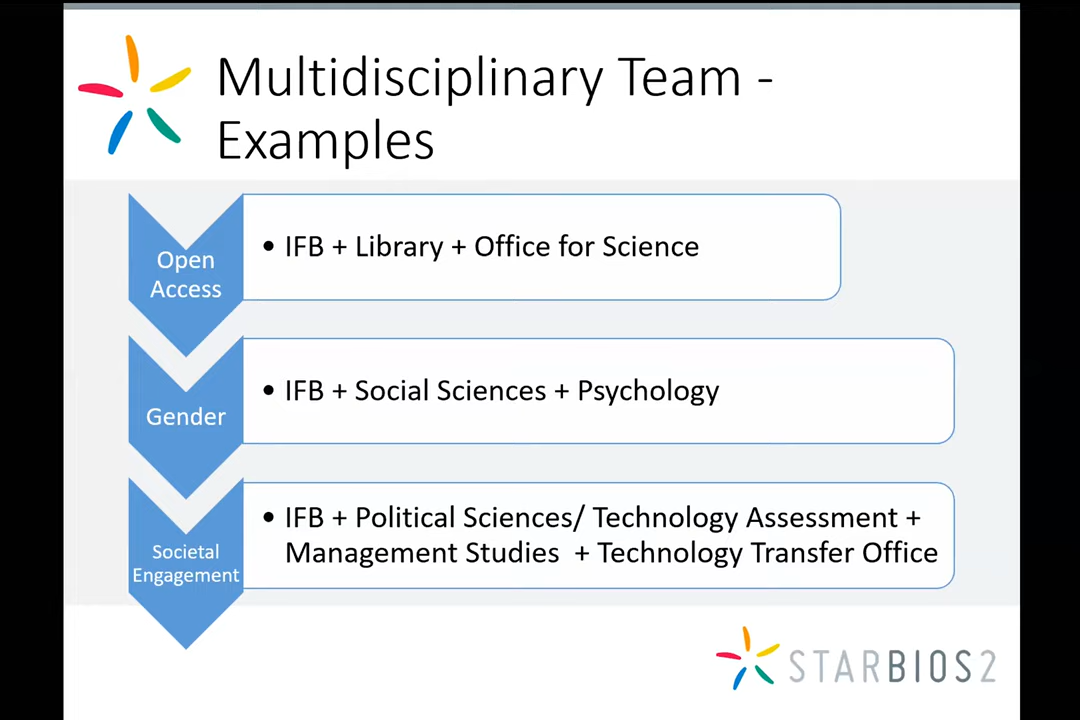 Multidisciplinary Team -
Examples
Open
Access
• IFB + Library + Office for Science
Gender
• IFB + Social Sciences + Psychology
Societal
Engagement
• IFB + Political Sciences/ Technology Assessment +
Management Studies + Technology Transfer Office
STARBIOS2